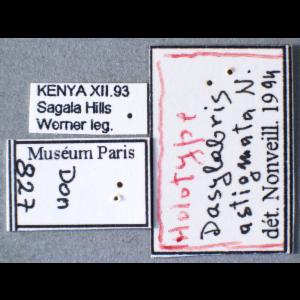 KENYA XII.93
Sagala Hills
Werner leg.
Muséum Paris
Don
827
Holotype
Dasylabris
astigmata N.
dét. Nonveill. 1994